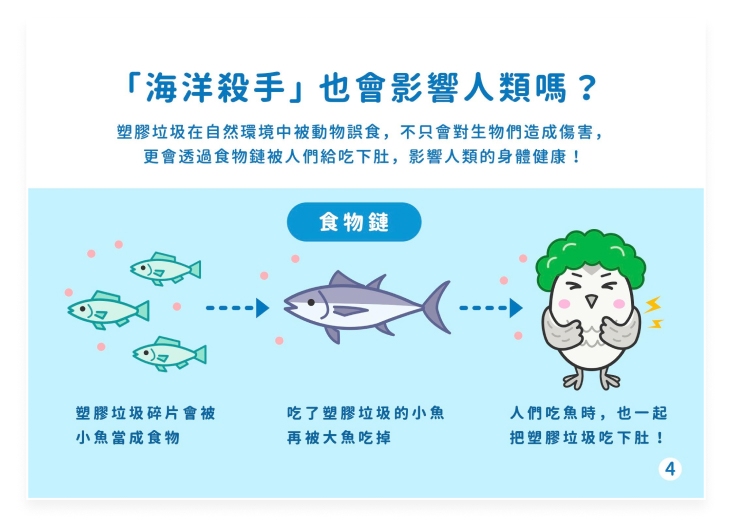 「海洋殺手」也會影響人類嗎？
塑膠垃圾在自然環境中被動物誤食，不只會對生物們造成傷害，
更會透過食物鏈被人們給吃下肚，影響人類的身體健康！
食物鏈
塑膠垃圾碎片會被
小魚當成食物
吃了塑膠垃圾的小魚
再被大魚吃掉
人們吃魚時，也一起
把塑膠垃圾吃下肚！
4